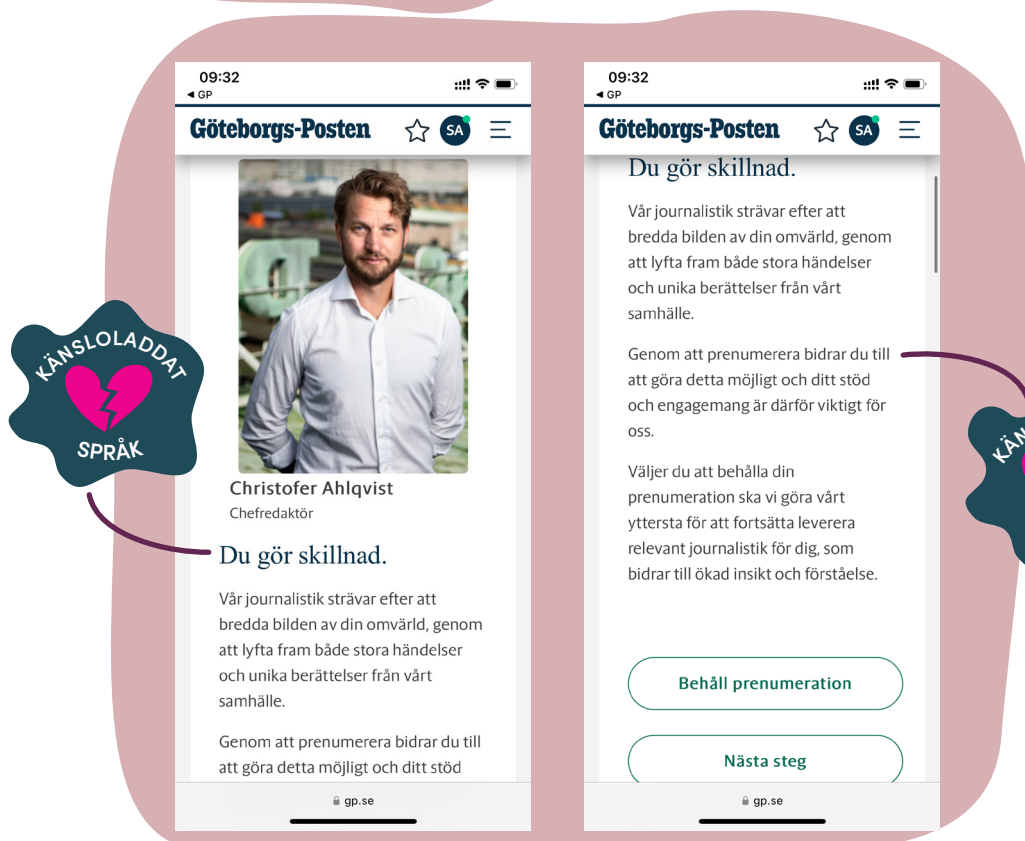 09:32
GP
Göteborgs-Posten
SA
KÄNSLOLADDAT
SPRÅK
Christofer Ahlqvist
Chefredaktör
Du gör skillnad.
Vår journalistik strävar efter att
bredda bilden av din omvärld, genom
att lyfta fram både stora händelser
och unika berättelser från vårt
samhälle.
Genom att prenumerera bidrar du till
att göra detta möjligt och ditt stöd
gp.se
09:32
GP
Göteborgs-Posten
SA
Du gör skillnad.
Vår journalistik strävar efter att
bredda bilden av din omvärld, genom
att lyfta fram både stora händelser
och unika berättelser från vårt
samhälle.
Genom att prenumerera bidrar du till
att göra detta möjligt och ditt stöd
och engagemang är därför viktigt för
oss.
Väljer du att behålla din
prenumeration ska vi göra vårt
yttersta för att fortsätta leverera
relevant journalistik för dig, som
bidrar till ökad insikt och förståelse.
Behåll prenumeration
Nästa steg
gp.se